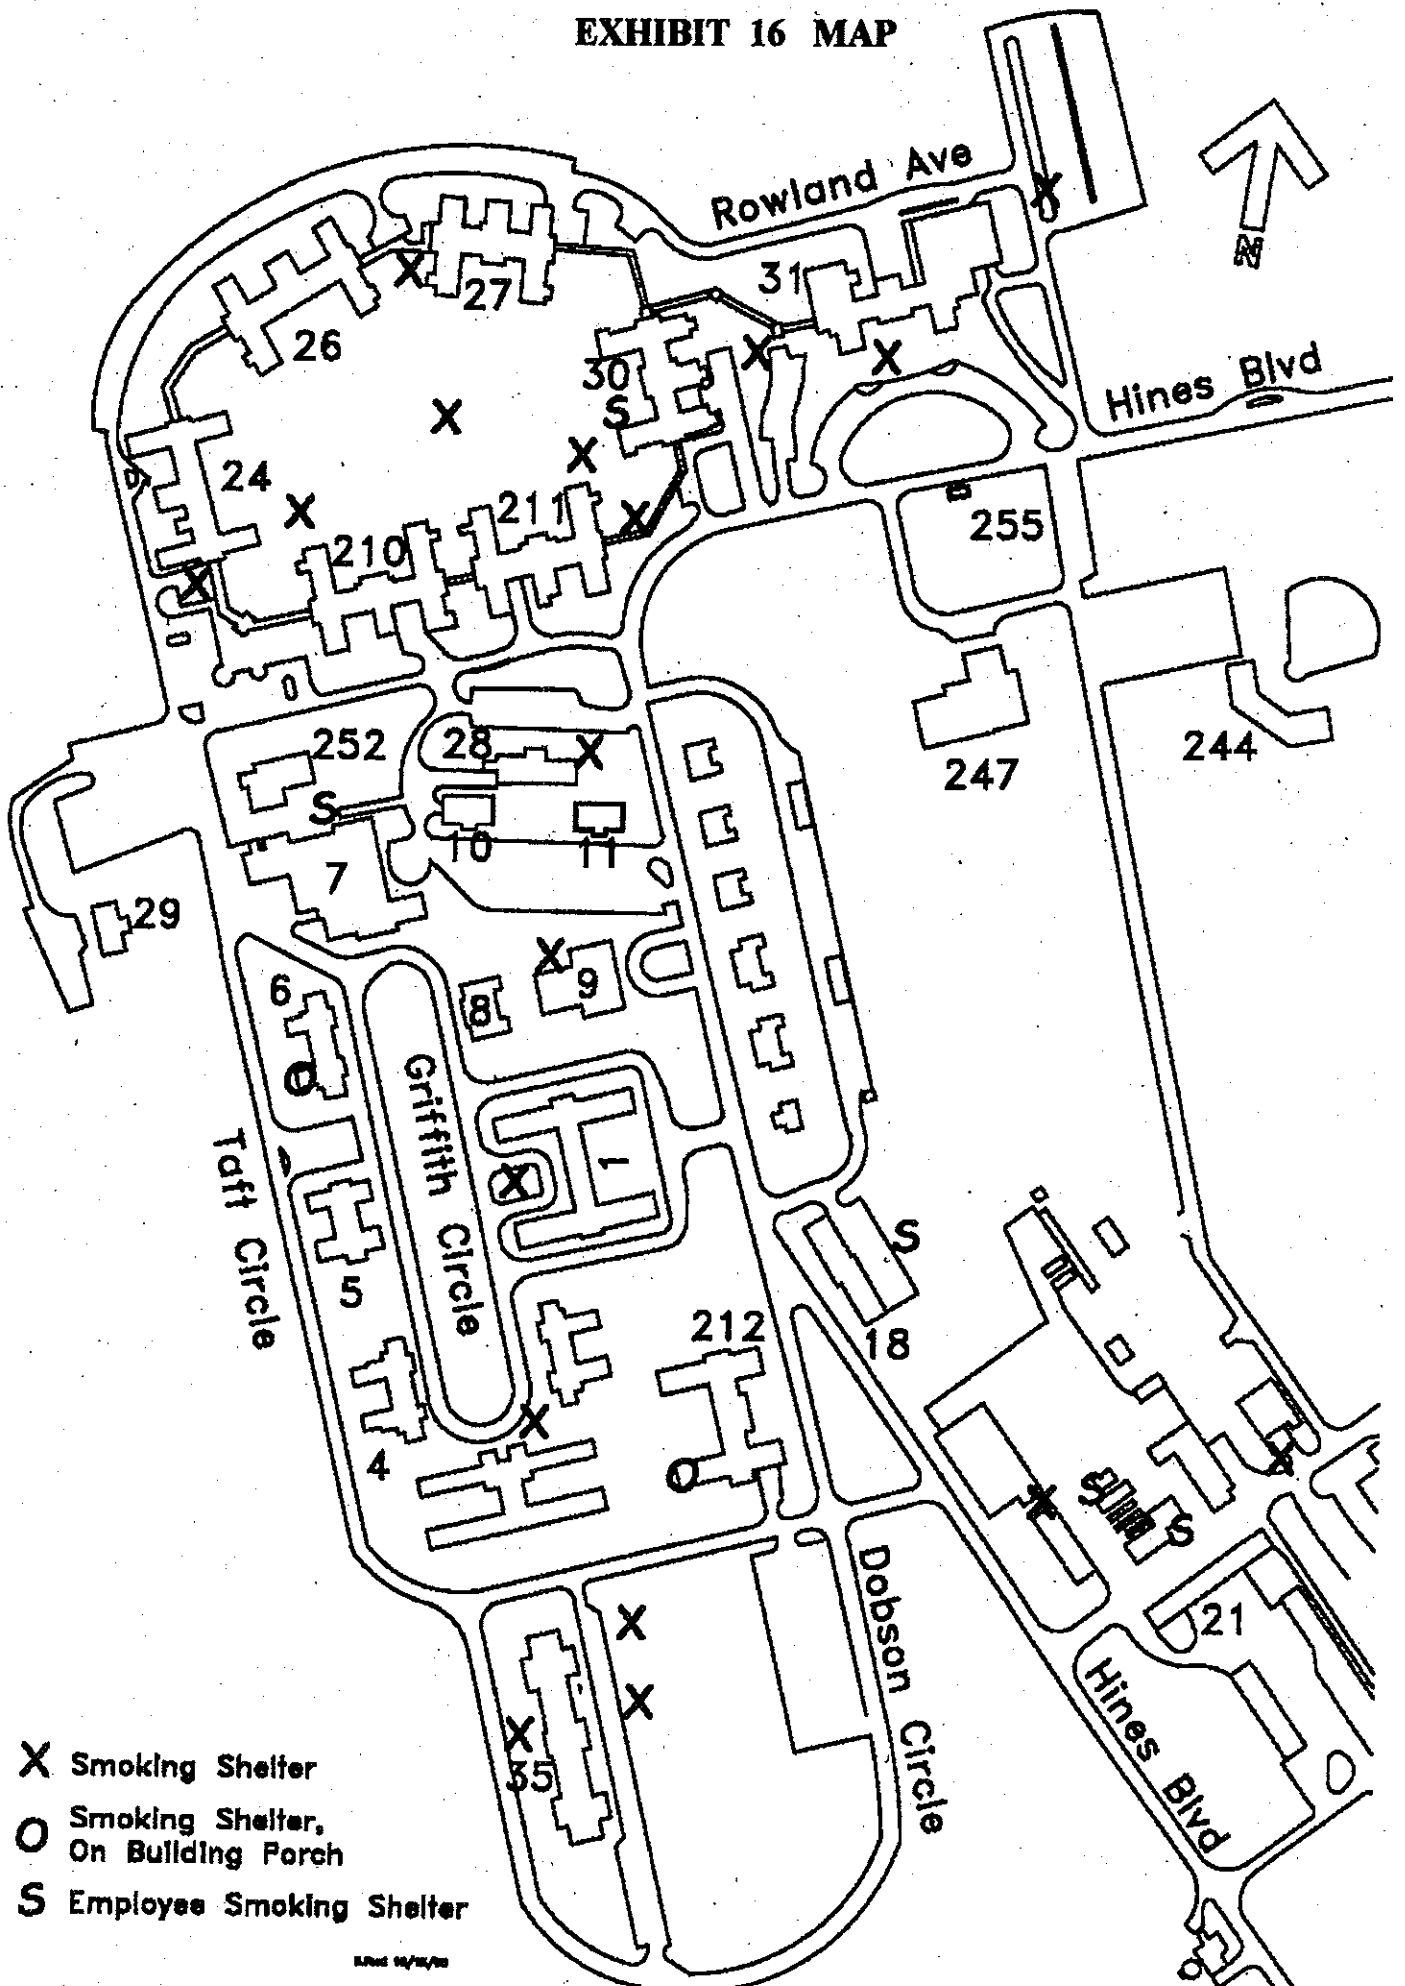 EXHIBIT 16 MAP
Rowland Ave
N
31
27
26
30
S
Hines Blvd
24
211
210
255
252
28
247
244
S
10
11
7
29
6
8
9
O
Griffith Circle
1
Taft Circle
5
S
212
18
4
O
S
S
Dobson Circle
21
Hines Blvd
35
X Smoking Shelter
O Smoking Shelter,
On Building Porch
S Employee Smoking Shelter